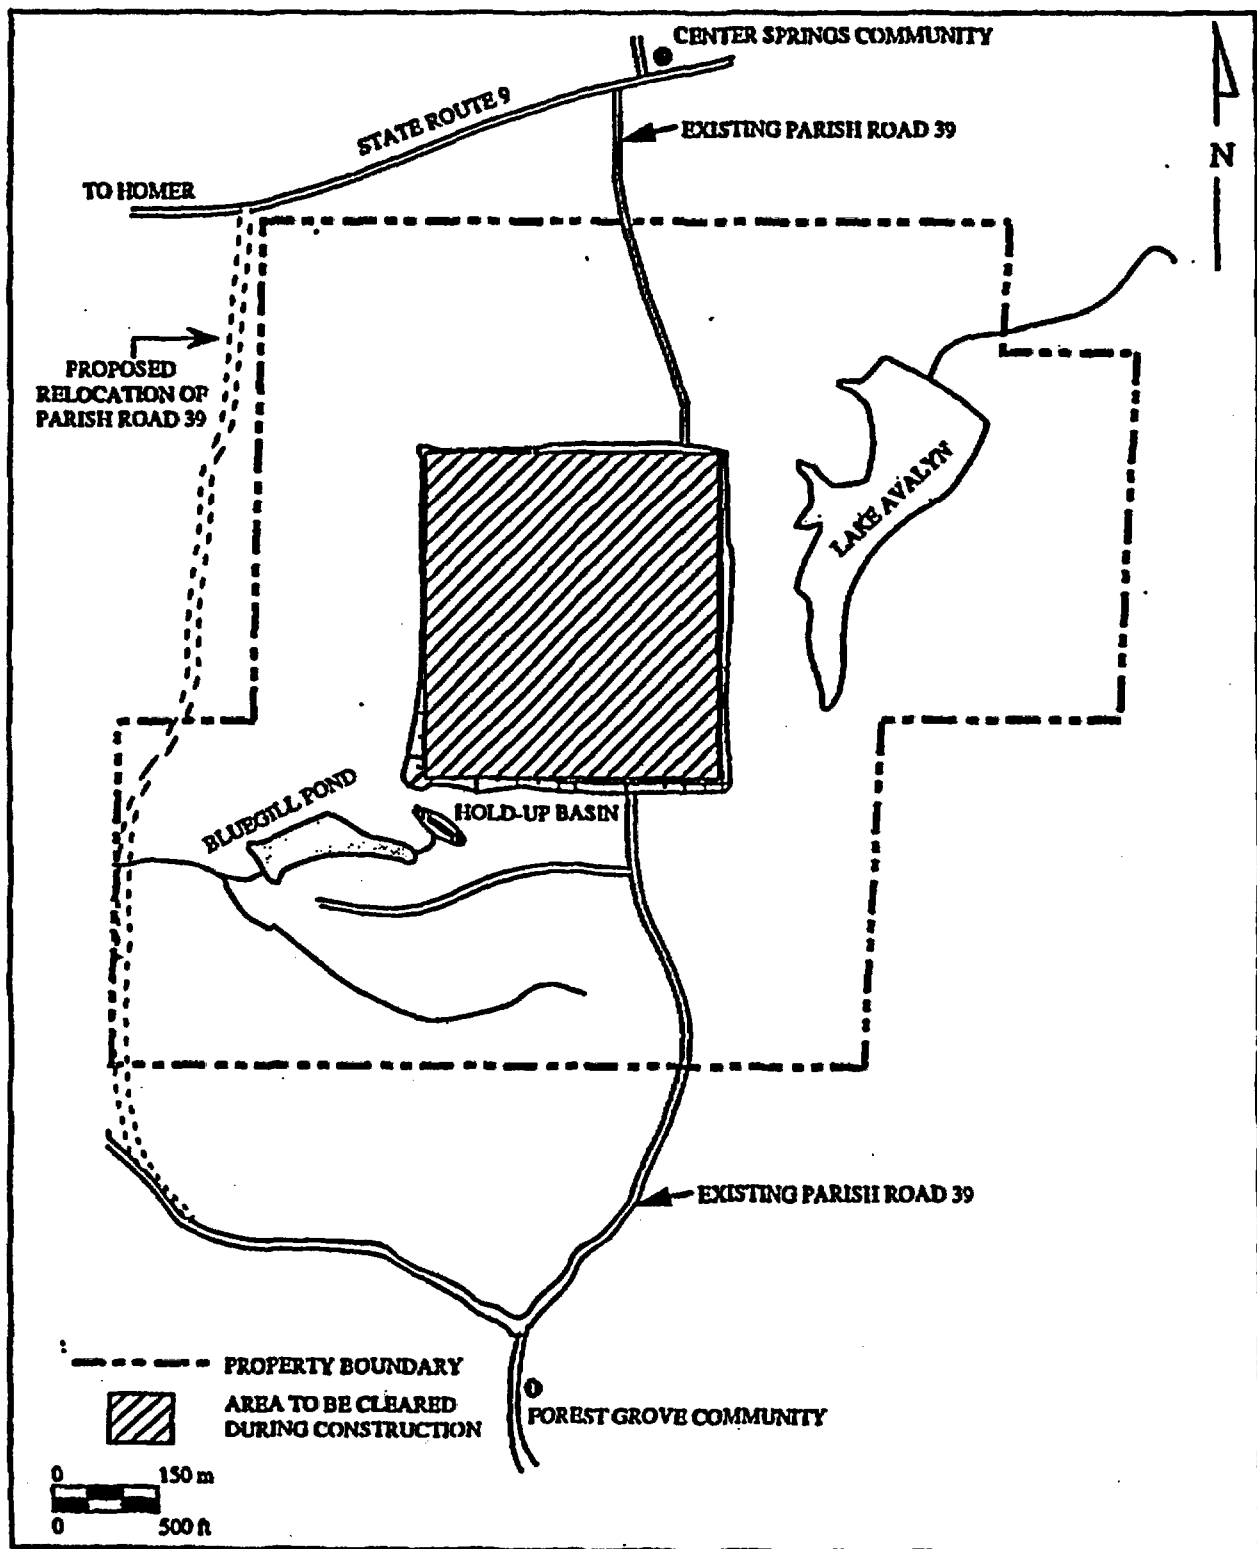 CENTER SPRINGS COMMUNITY
STATE ROUTE 9
EXISTING PARISH ROAD 39
N
TO HOMER
PROPOSED
RELOCATION OF
PARISH ROAD 39
LAKE AVALYN
BLUEGILL POND
HOLD-UP BASIN
EXISTING PARISH ROAD 39
PROPERTY BOUNDARY
AREA TO BE CLEARED
DURING CONSTRUCTION
FOREST GROVE COMMUNITY
0 150 m
0 500 ft